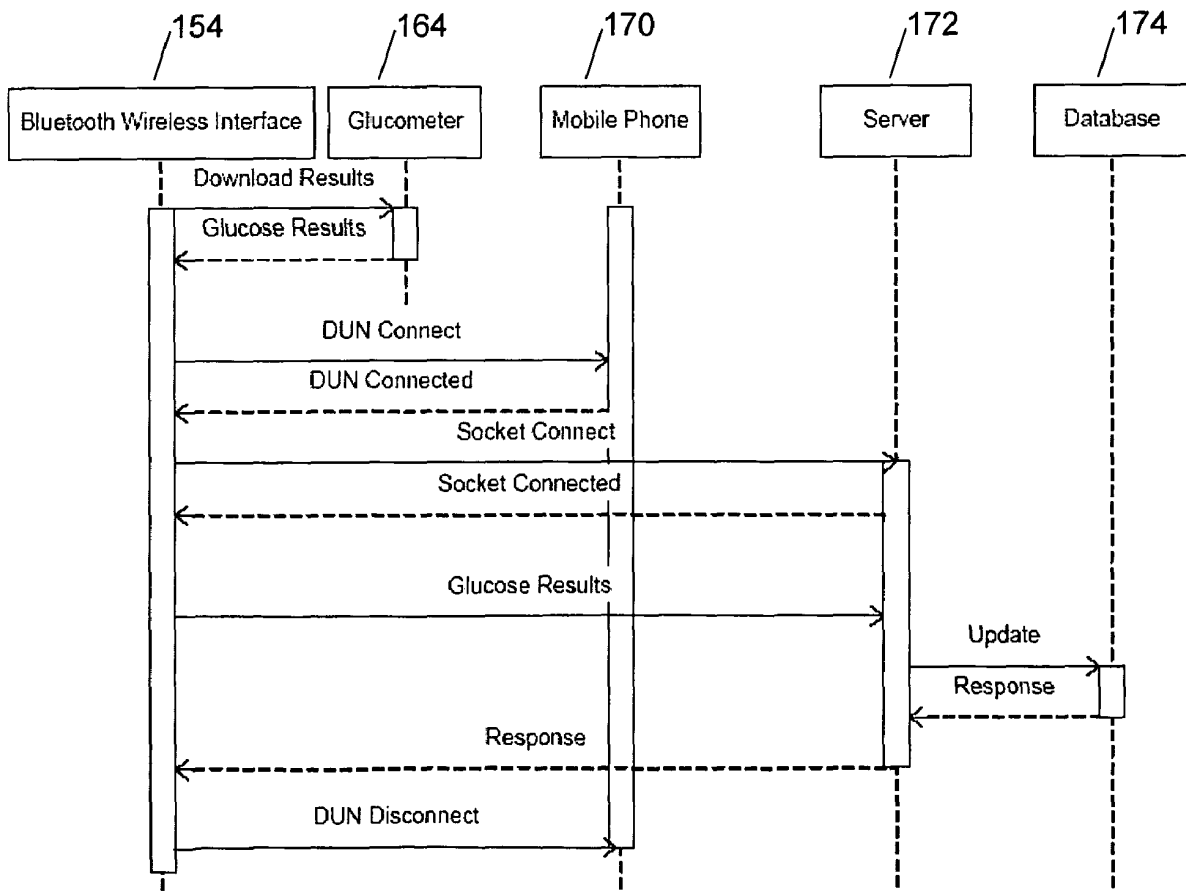 154
164
170
172
174
Bluetooth Wireless Interface
Glucometer
Mobile Phone
Server
Database
Download Results
Glucose Results
DUN Connect
DUN Connected
Socket Connect
Socket Connected
Glucose Results
Update
Response
Response
DUN Disconnect